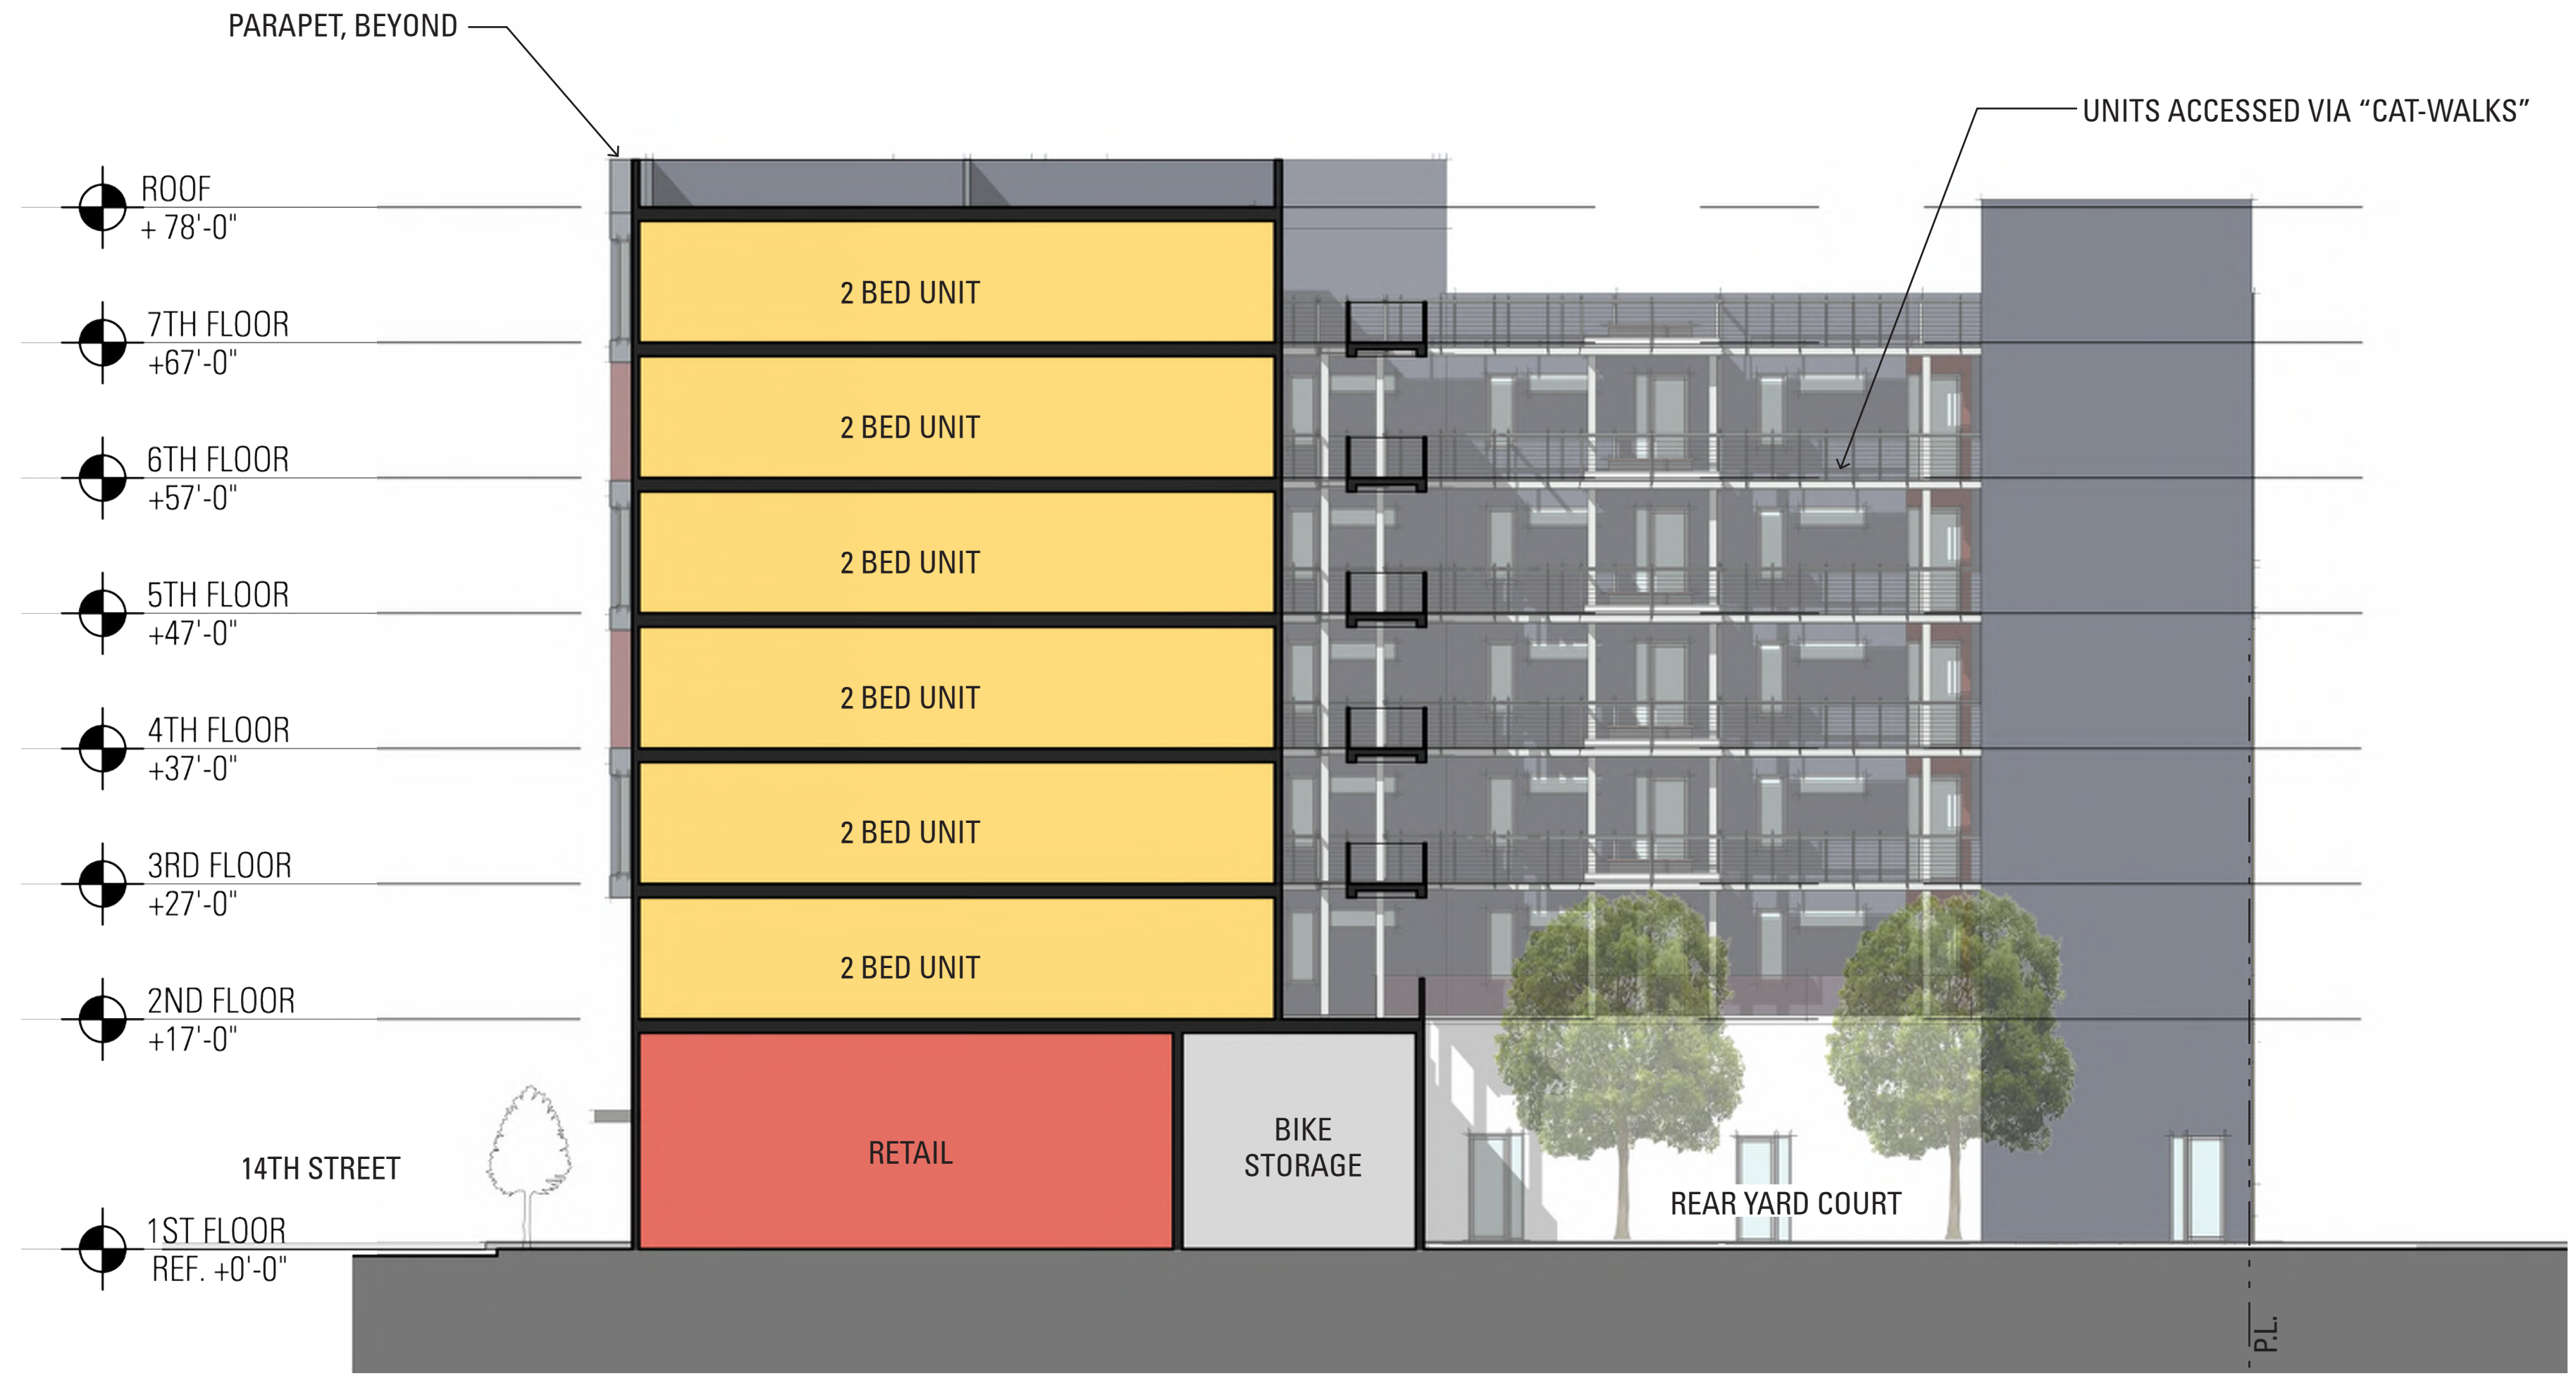 PARAPET, BEYOND
UNITS ACCESSED VIA “CAT-WALKS”
ROOF
+ 78'-0"
2 BED UNIT
7TH FLOOR
+67'-0"
2 BED UNIT
6TH FLOOR
+57'-0"
2 BED UNIT
5TH FLOOR
+47'-0"
2 BED UNIT
4TH FLOOR
+37'-0"
2 BED UNIT
3RD FLOOR
+27'-0"
2 BED UNIT
2ND FLOOR
+17'-0"
14TH STREET
RETAIL
BIKE
STORAGE
REAR YARD COURT
1ST FLOOR
REF. +0'-0"
P.L.